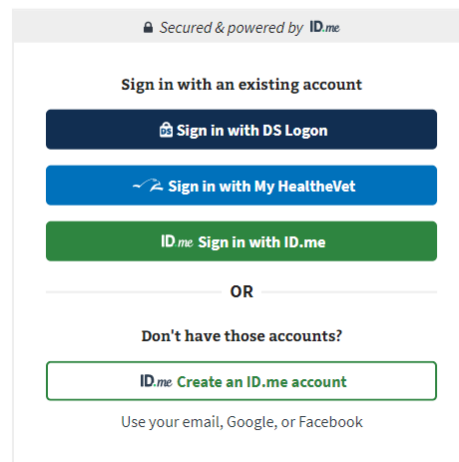 Secured & powered by ID.me
Sign in with an existing account
DS Sign in with DS Logon
Sign in with My HealtheVet
ID.me Sign in with ID.me
OR
Don't have those accounts?
ID.me Create an ID.me account
Use your email, Google, or Facebook